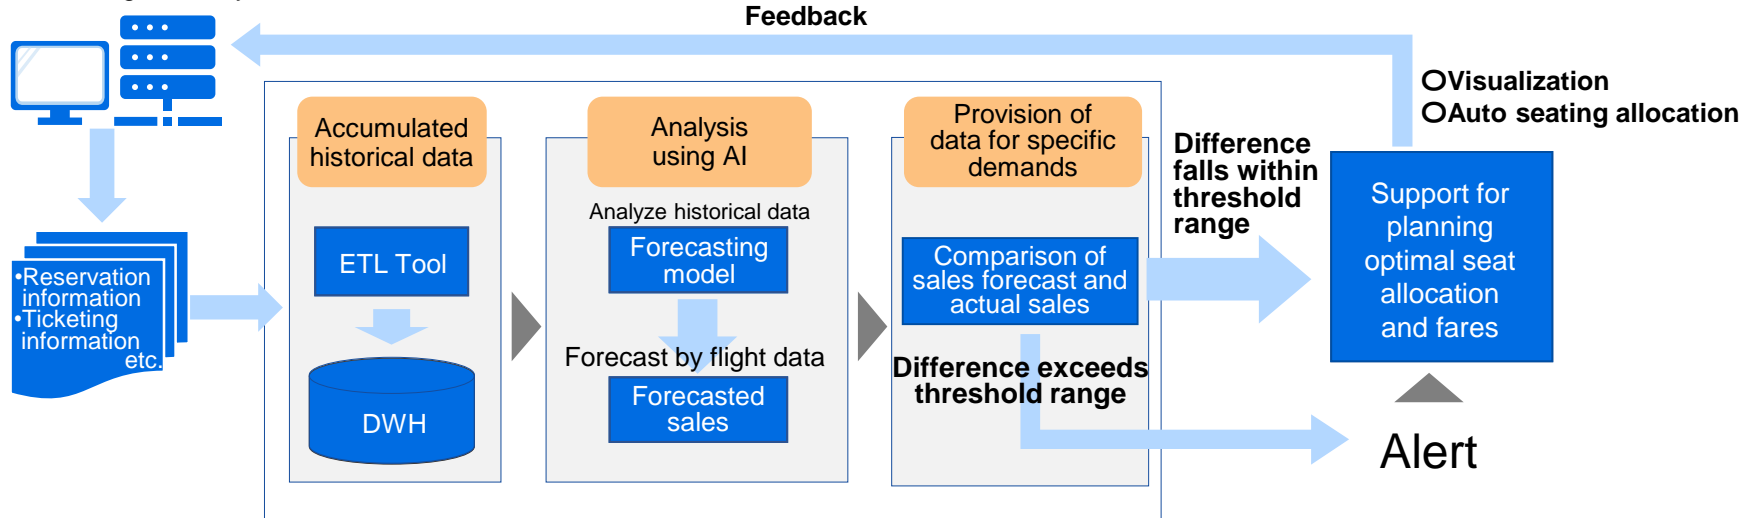 Feedback
○Visualization
○Auto seating allocation
Accumulated
historical data
Analysis
using AI
Provision of
data for specific
demands
Difference
falls within
threshold
range
Support for
planning
optimal seat
allocation
and fares
•Reservation
information
•Ticketing
information
etc.
ETL Tool
DWH
Analyze historical data
Forecasting
model
Forecast by flight data
Forecasted
sales
Comparison of
sales forecast and
actual sales
Difference exceeds
threshold range
Alert